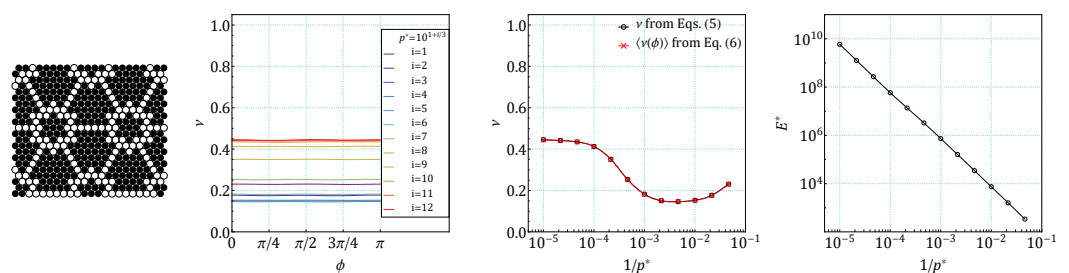 1.0
0.8
0.6
0.4
0.2
0.0
ν
0
π/4
π/2
3π/4
π
ϕ
p*=10^{1+i/3}
i=1
i=2
i=3
i=4
i=5
i=6
i=7
i=8
i=9
i=10
i=11
i=12
1.0
0.8
0.6
0.4
0.2
0.0
ν
ν from Eqs. (5)
⟨ν(ϕ)⟩ from Eq. (6)
10^{-5}
10^{-4}
10^{-3}
10^{-2}
10^{-1}
1/p*
10^{10}
10^{8}
10^{6}
10^{4}
E*
10^{-5}
10^{-4}
10^{-3}
10^{-2}
10^{-1}
1/p*